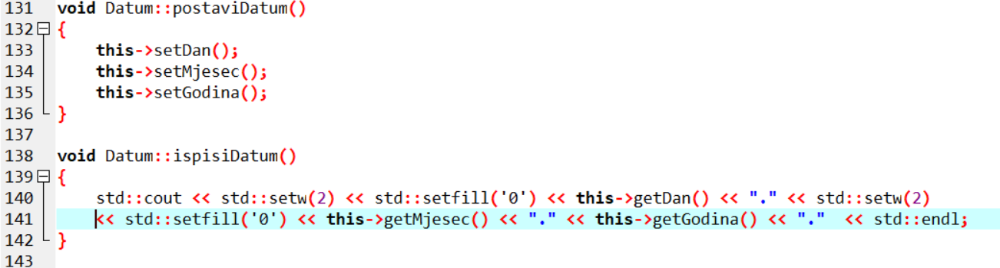 131 void Datum::postaviDatum()
132 {
133 this->setDan();
134 this->setMjesec();
135 this->setGodina();
136 }
137
138 void Datum::ispisiDatum()
139 {
140 std::cout << std::setw(2) << std::setfill('0') << this->getDan() << "." << std::setw(2)
141 << std::setfill('0') << this->getMjesec() << "." << this->getGodina() << "."  << std::endl;
142 }
143